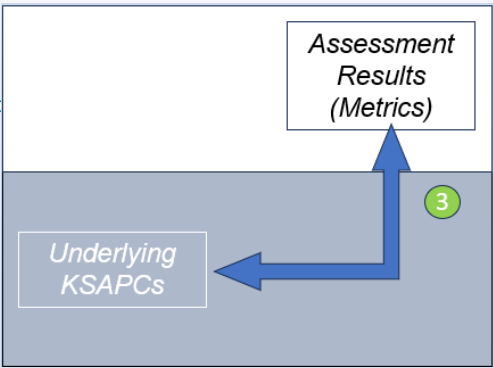 Assessment
Results
(Metrics)
3
Underlying
KSAPCs